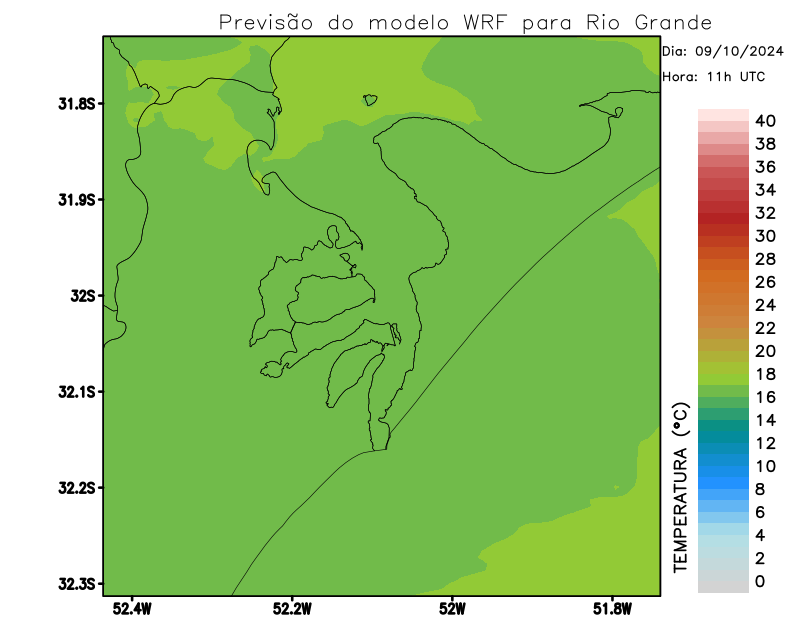 Previsão do modelo WRF para Rio Grande
Dia: 09/10/2024
Hora: 11h UTC
31.8S
31.9S
32S
32.1S
32.2S
32.3S
52.4W
52.2W
52W
51.8W
TEMPERATURA (°C)
40
38
36
34
32
30
28
26
24
22
20
18
16
14
12
10
8
6
4
2
0